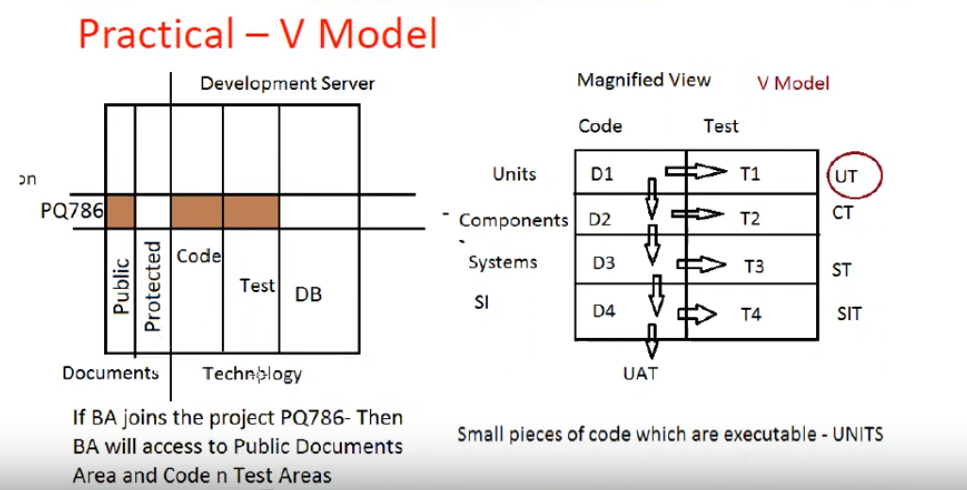 Practical – V Model
Development Server
on
PQ786
Public
Protected
Code
Test
DB
Documents
Technology
If BA joins the project PQ786- Then
BA will access to Public Documents
Area and Code n Test Areas
Magnified View V Model
Code Test
Units D1 T1 UT
- Components D2 T2 CT
Systems D3 T3 ST
SI D4 T4 SIT
UAT
Small pieces of code which are executable - UNITS